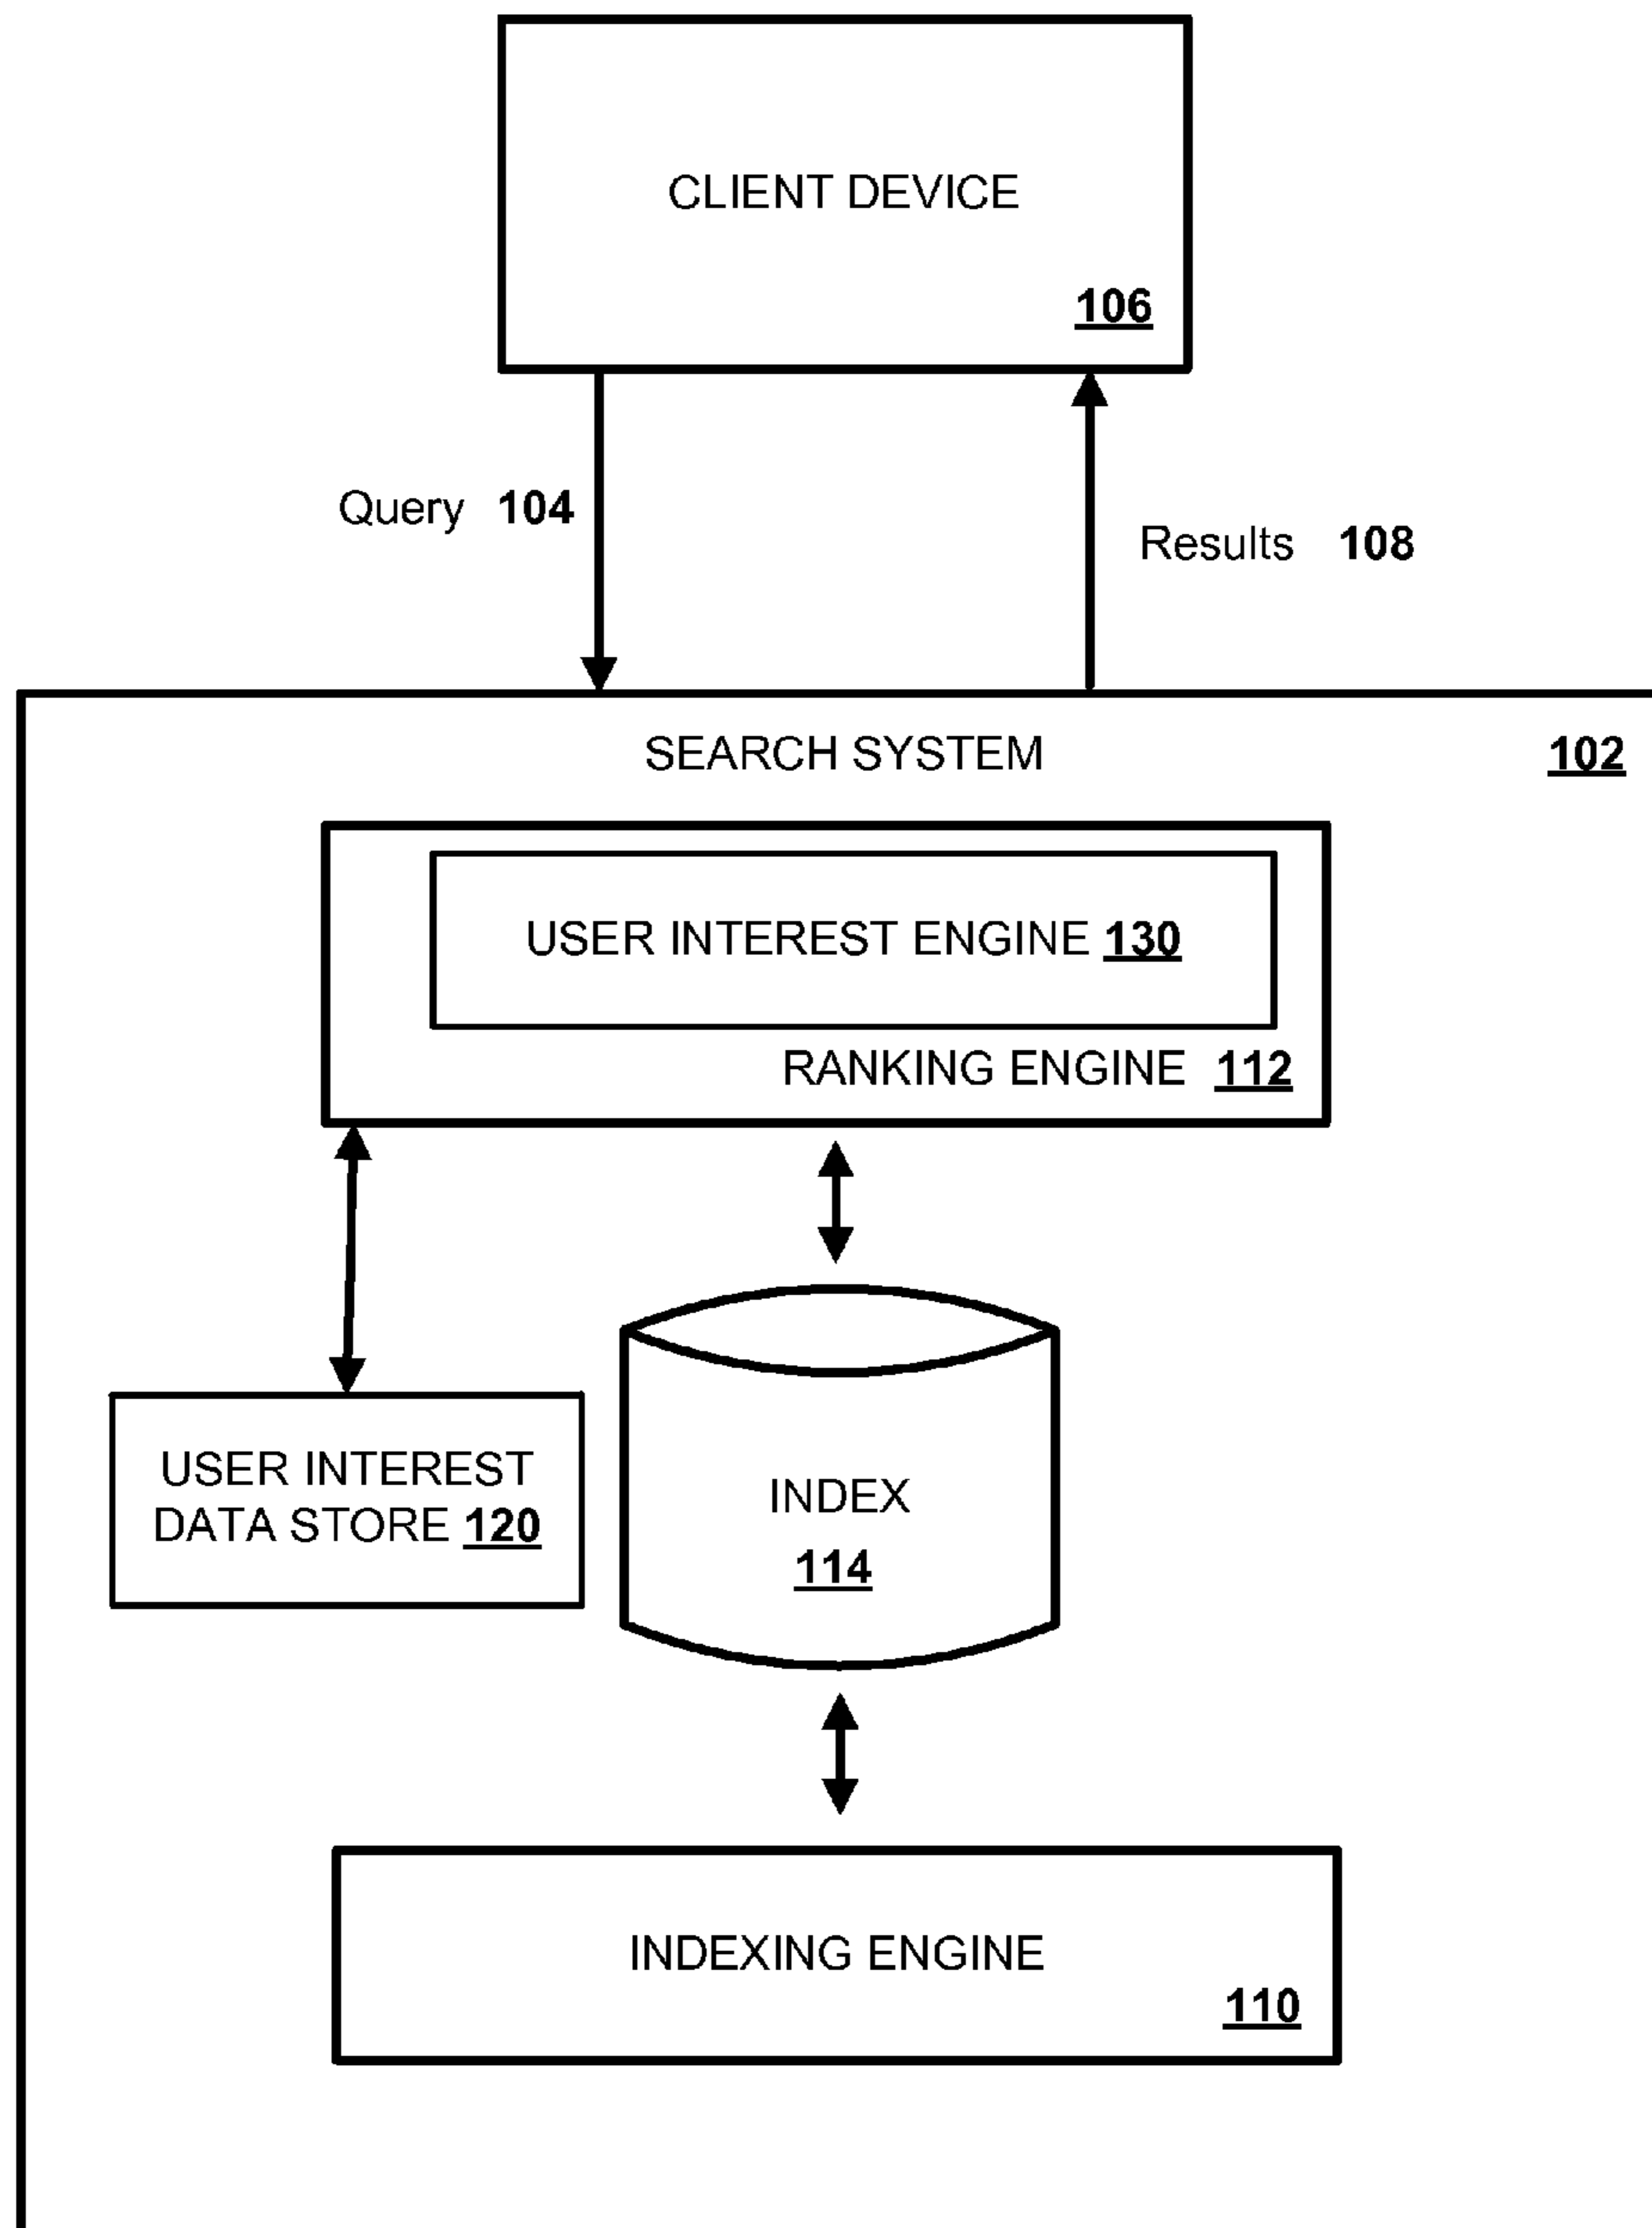 CLIENT DEVICE
106
Query 104
Results 108
SEARCH SYSTEM 102
USER INTEREST ENGINE 130
RANKING ENGINE 112
USER INTEREST
DATA STORE 120
INDEX
114
INDEXING ENGINE
110